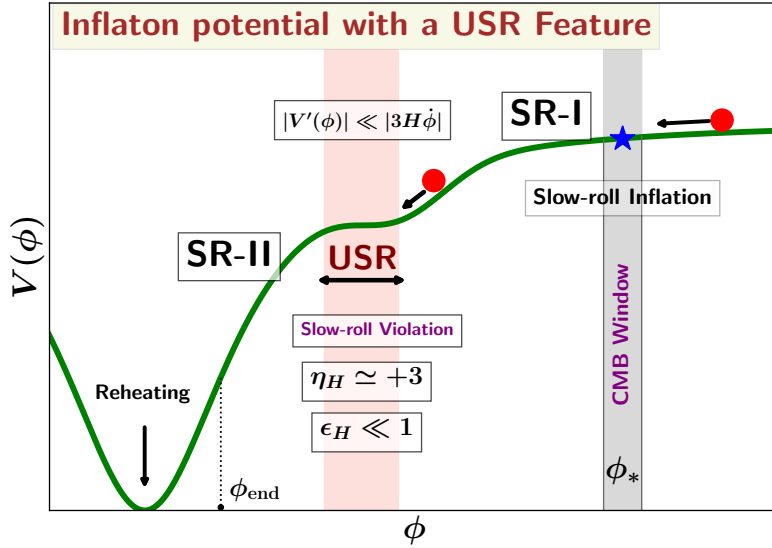 Inflaton potential with a USR Feature
|V′(ϕ)| ≪ |3Hϕ̇|
SR-I
Slow-roll Inflation
SR-II
USR
V(ϕ)
Slow-roll Violation
CMB Window
η_H ≃ +3
Reheating
ϵ_H ≪ 1
ϕ_*
ϕ_end
ϕ